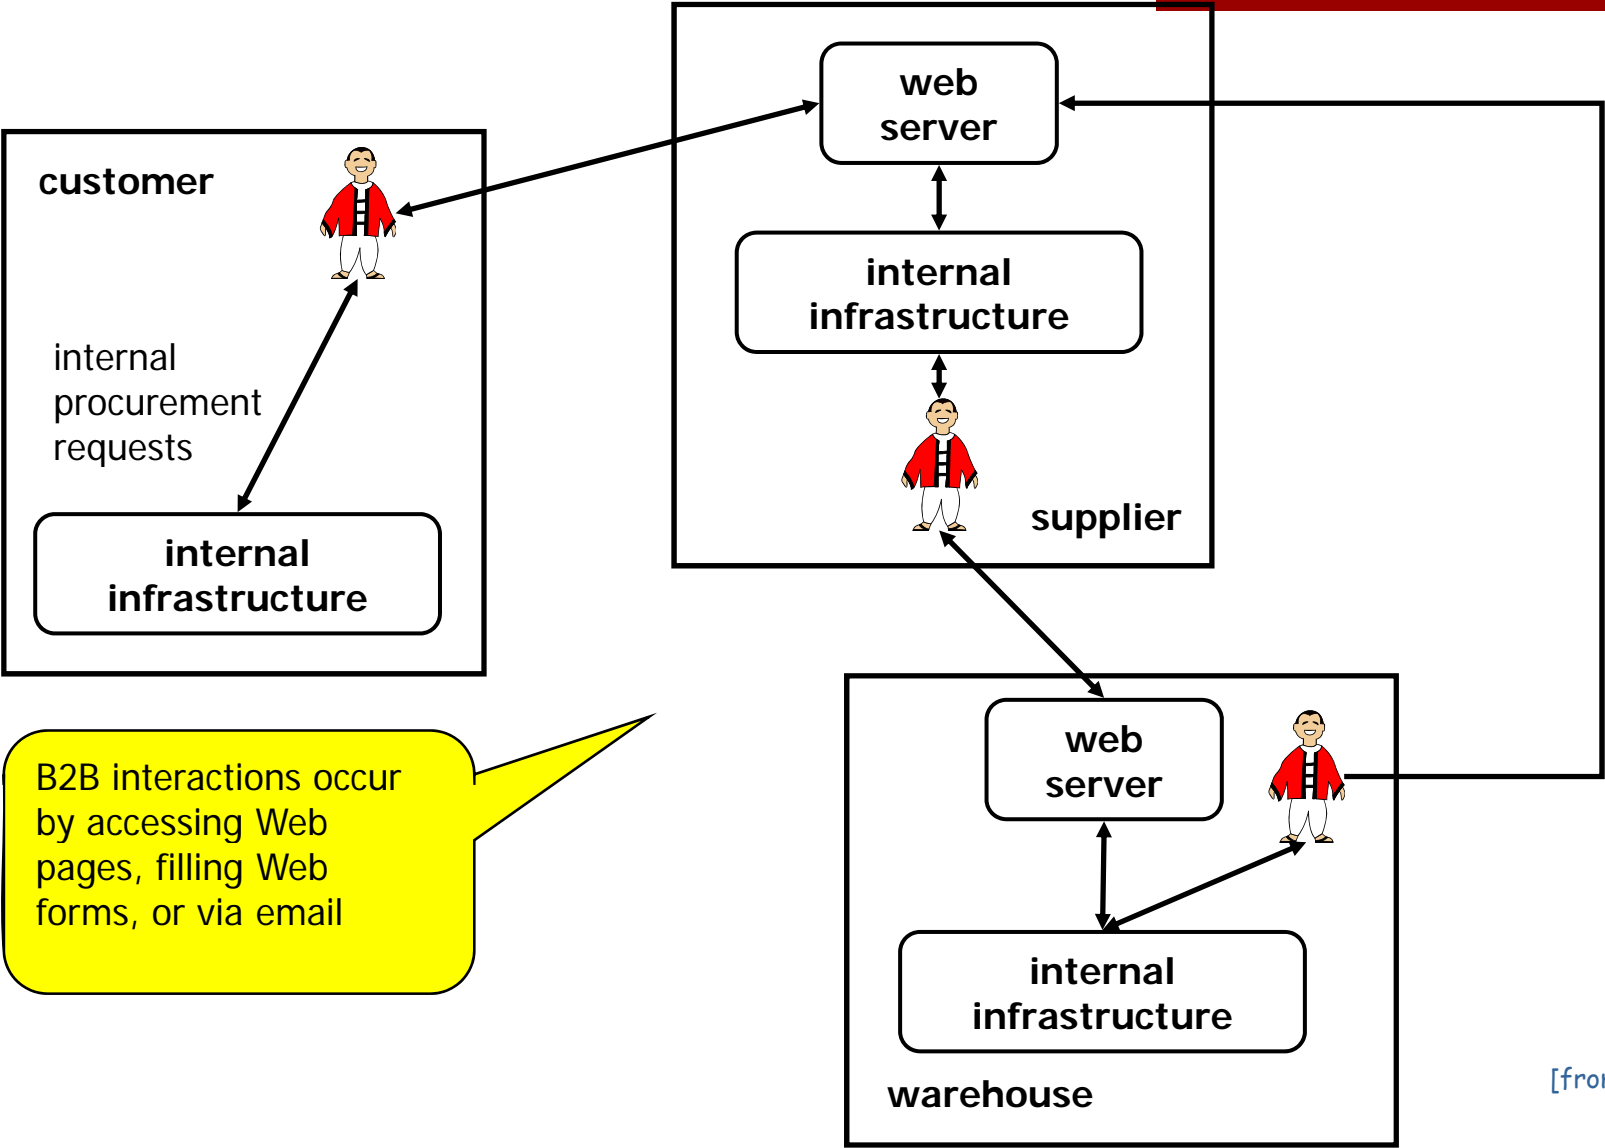 web
server
customer
internal
infrastructure
internal
procurement
requests
supplier
internal
infrastructure
web
server
B2B interactions occur
by accessing Web
pages, filling Web
forms, or via email
internal
infrastructure
warehouse